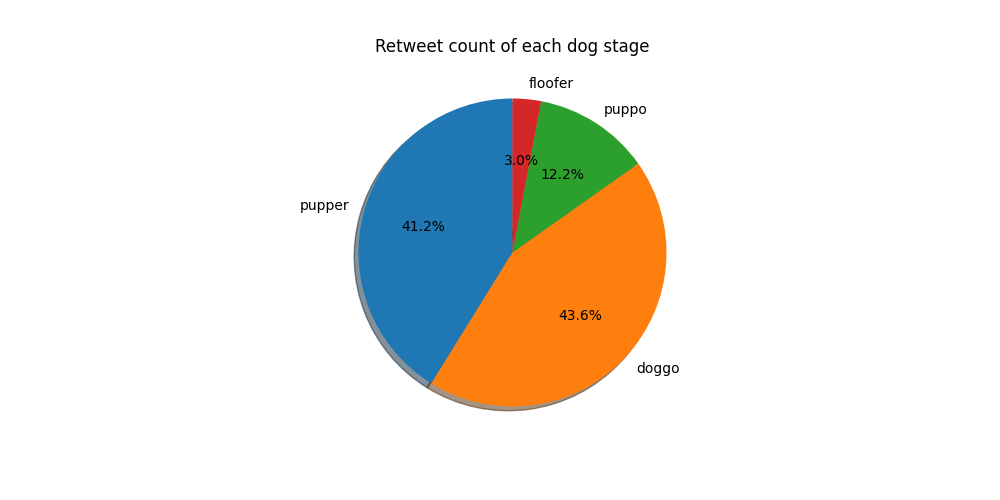 Retweet count of each dog stage
floofer
puppo
3.0%
12.2%
pupper
41.2%
43.6%
doggo